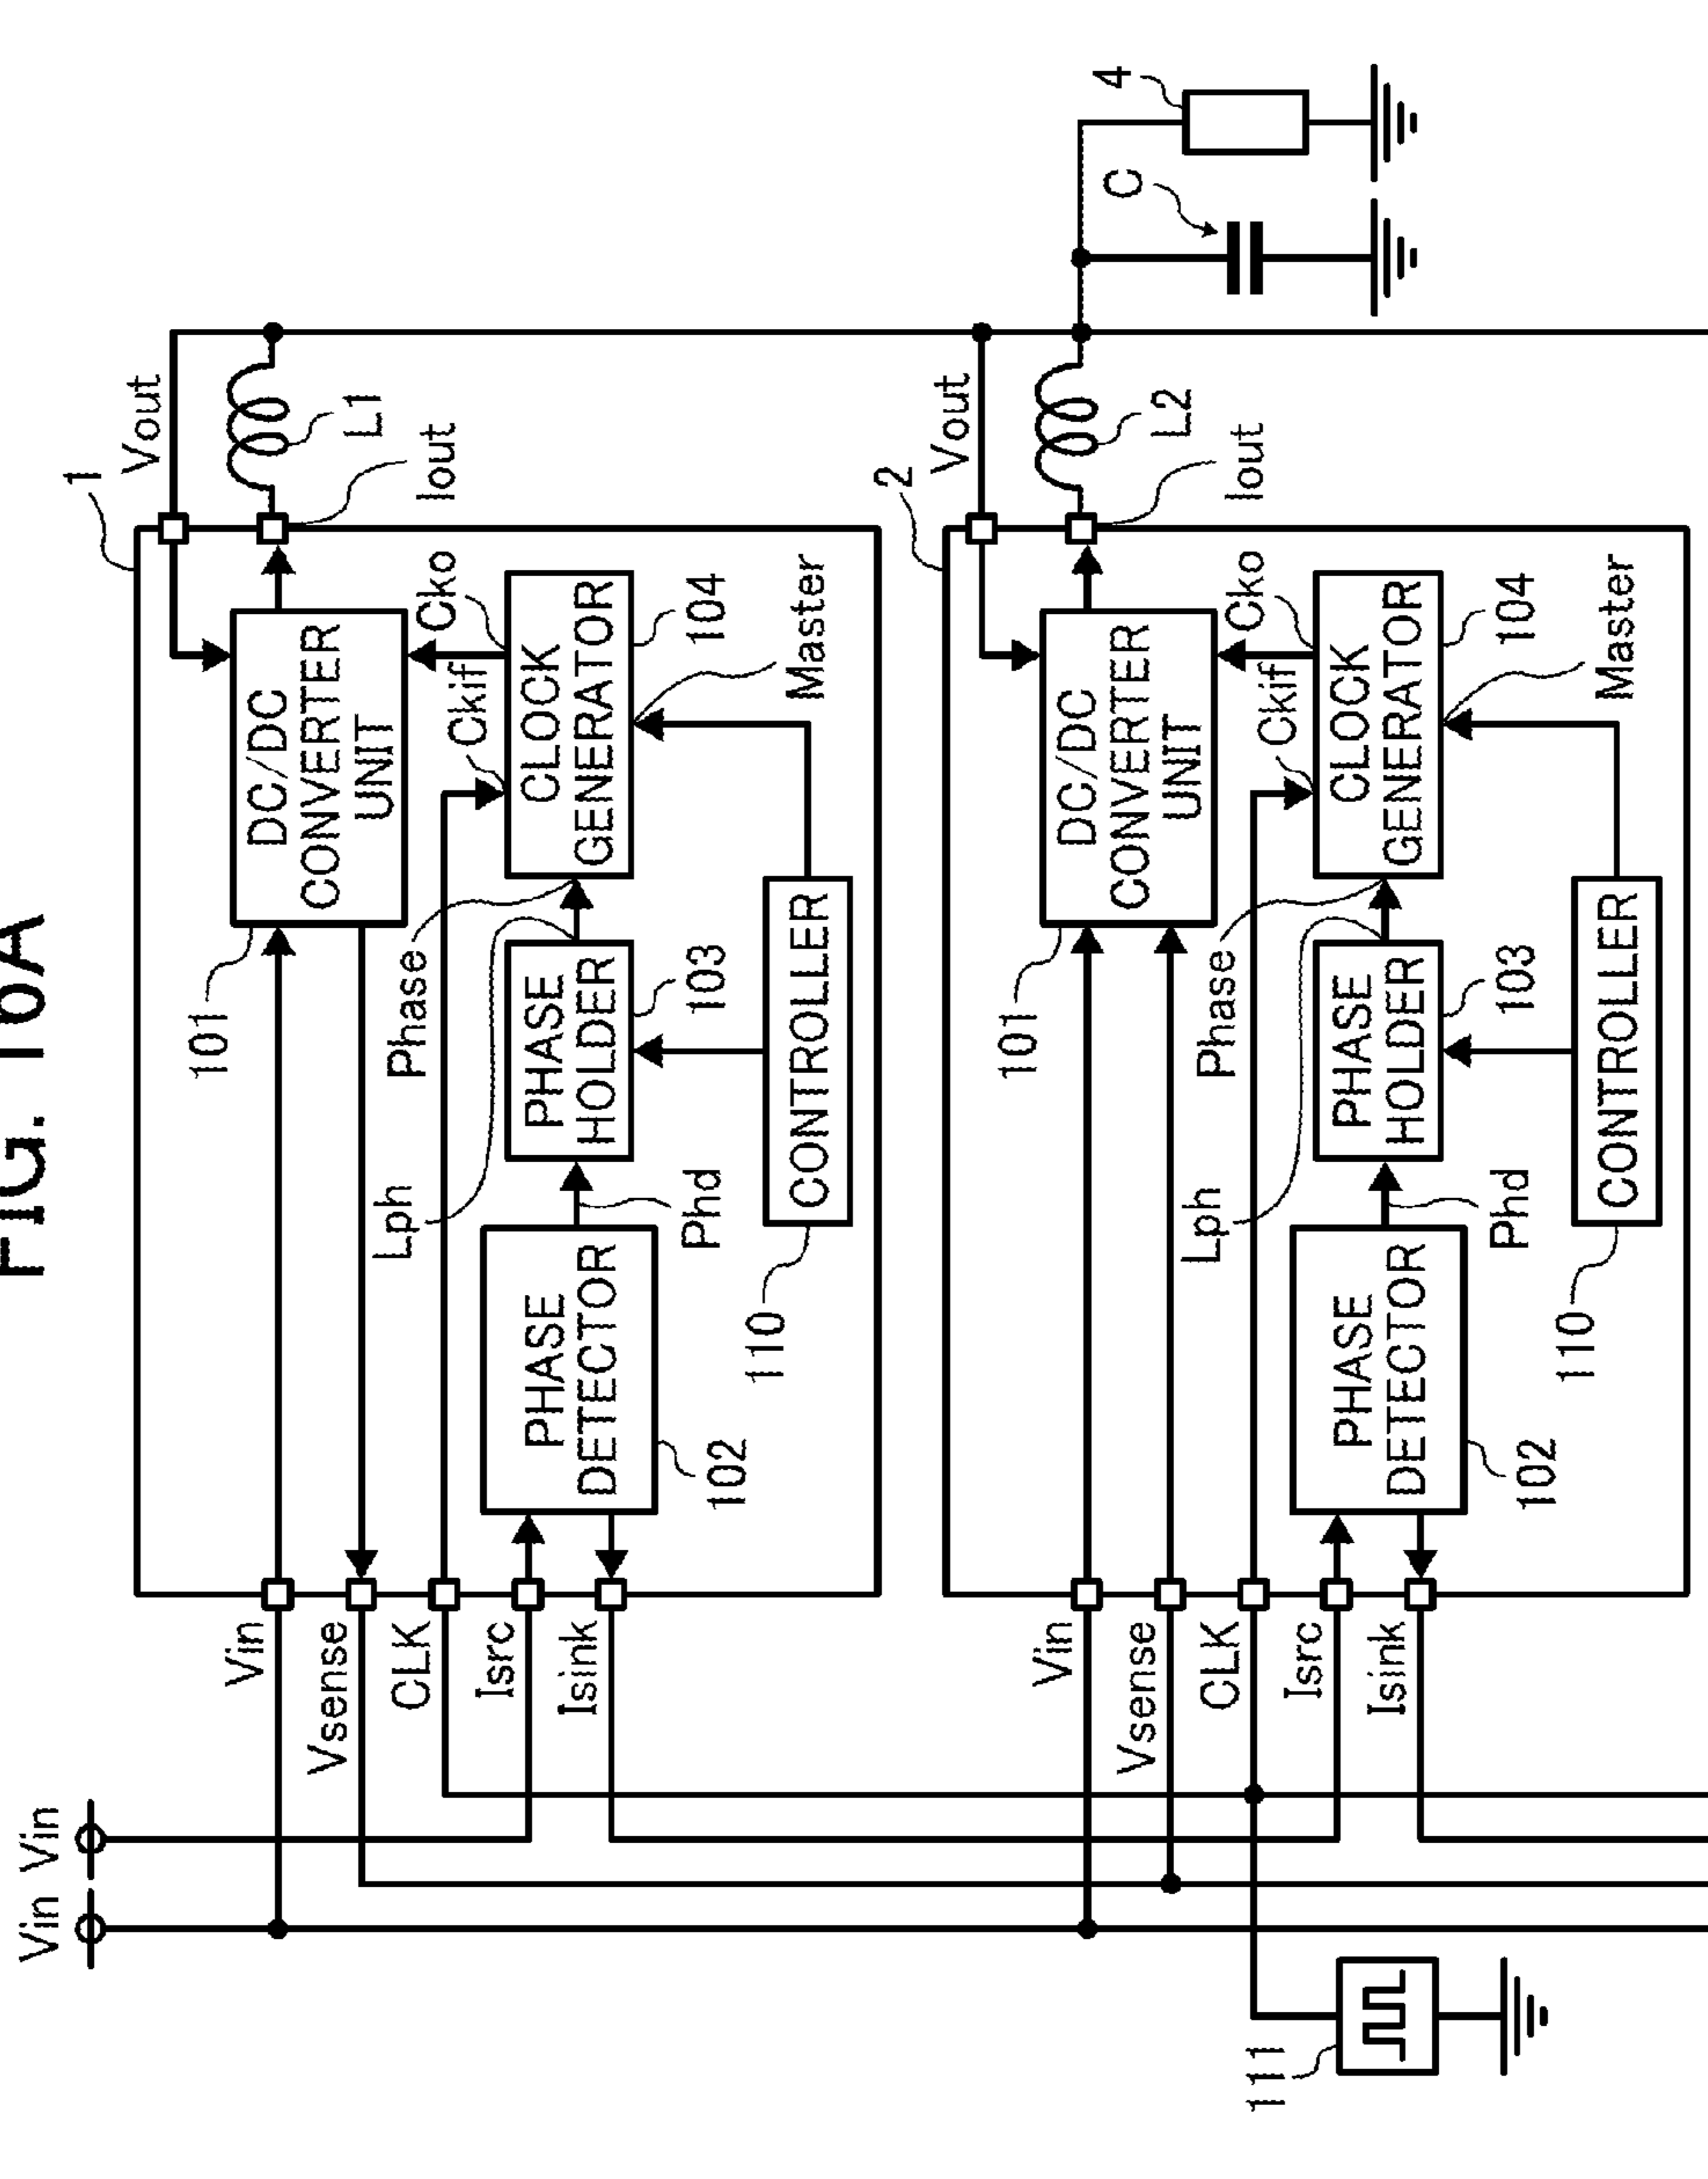 FIG. 10A
Vin
Vin
1
Vout
L1
Iout
Vin
Vsense
CLK
Isrc
Isink
101
DC/DC
CONVERTER
UNIT
Cko
Ckif
Phase
Lph
PHASE
DETECTOR
102
Phd
PHASE
HOLDER
103
CLOCK
GENERATOR
104
Master
CONTROLLER
110
2
Vout
L2
Iout
C
4
Vin
Vsense
CLK
Isrc
Isink
101
DC/DC
CONVERTER
UNIT
Cko
Ckif
Phase
Lph
PHASE
DETECTOR
102
Phd
PHASE
HOLDER
103
CLOCK
GENERATOR
104
Master
CONTROLLER
110
111